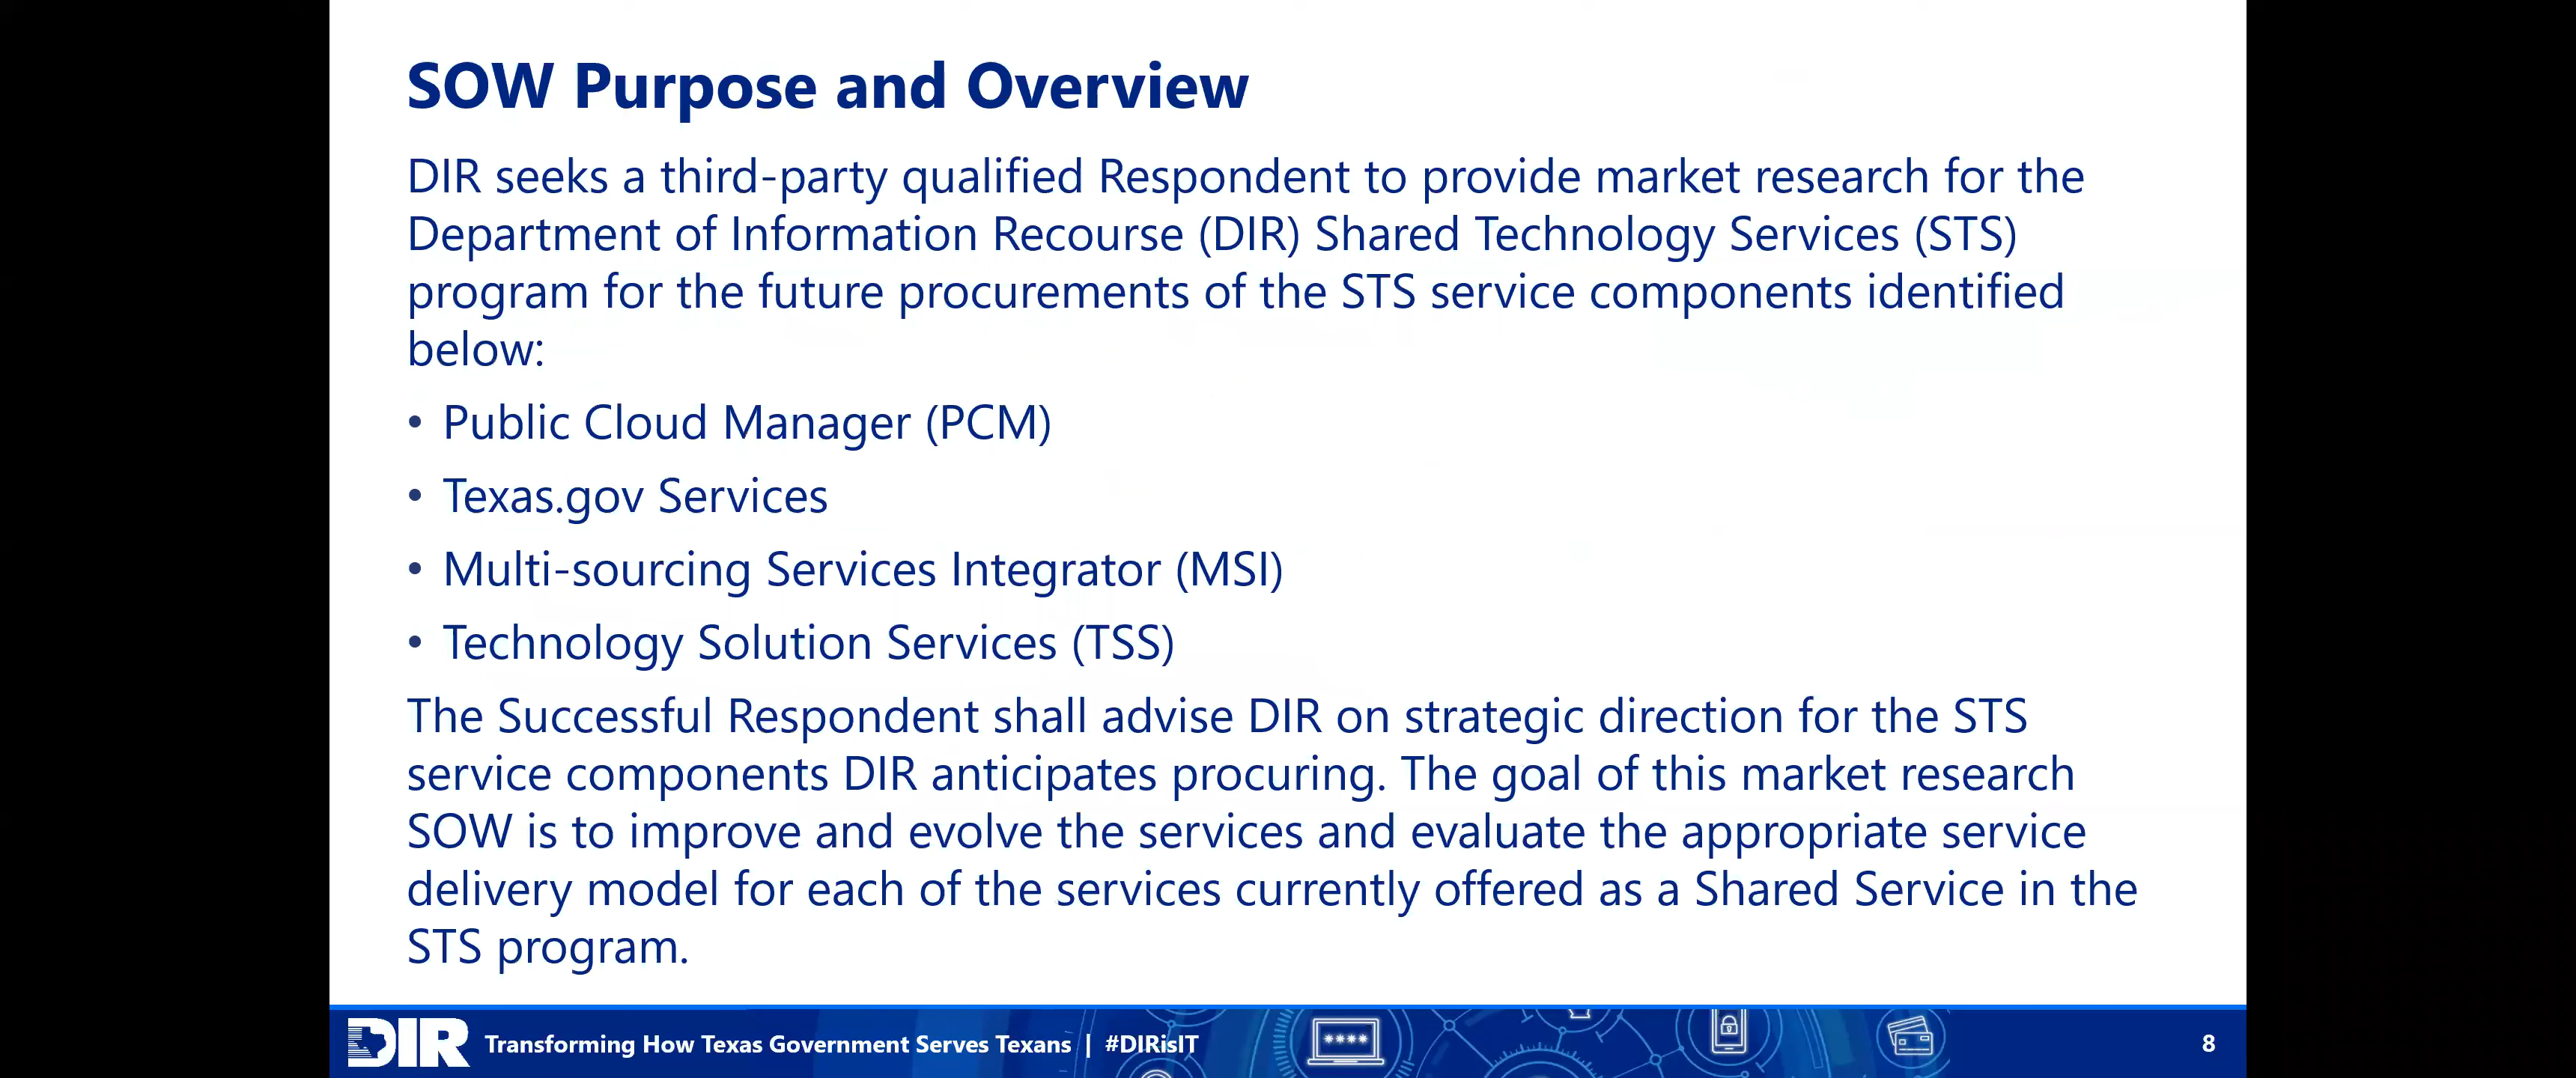 SOW Purpose and Overview
DIR seeks a third-party qualified Respondent to provide market research for the
Department of Information Recourse (DIR) Shared Technology Services (STS)
program for the future procurements of the STS service components identified
below:
• Public Cloud Manager (PCM)
• Texas.gov Services
• Multi-sourcing Services Integrator (MSI)
• Technology Solution Services (TSS)
The Successful Respondent shall advise DIR on strategic direction for the STS
service components DIR anticipates procuring. The goal of this market research
SOW is to improve and evolve the services and evaluate the appropriate service
delivery model for each of the services currently offered as a Shared Service in the
STS program.
DIR Transforming How Texas Government Serves Texans | #DIRisIT **** 8